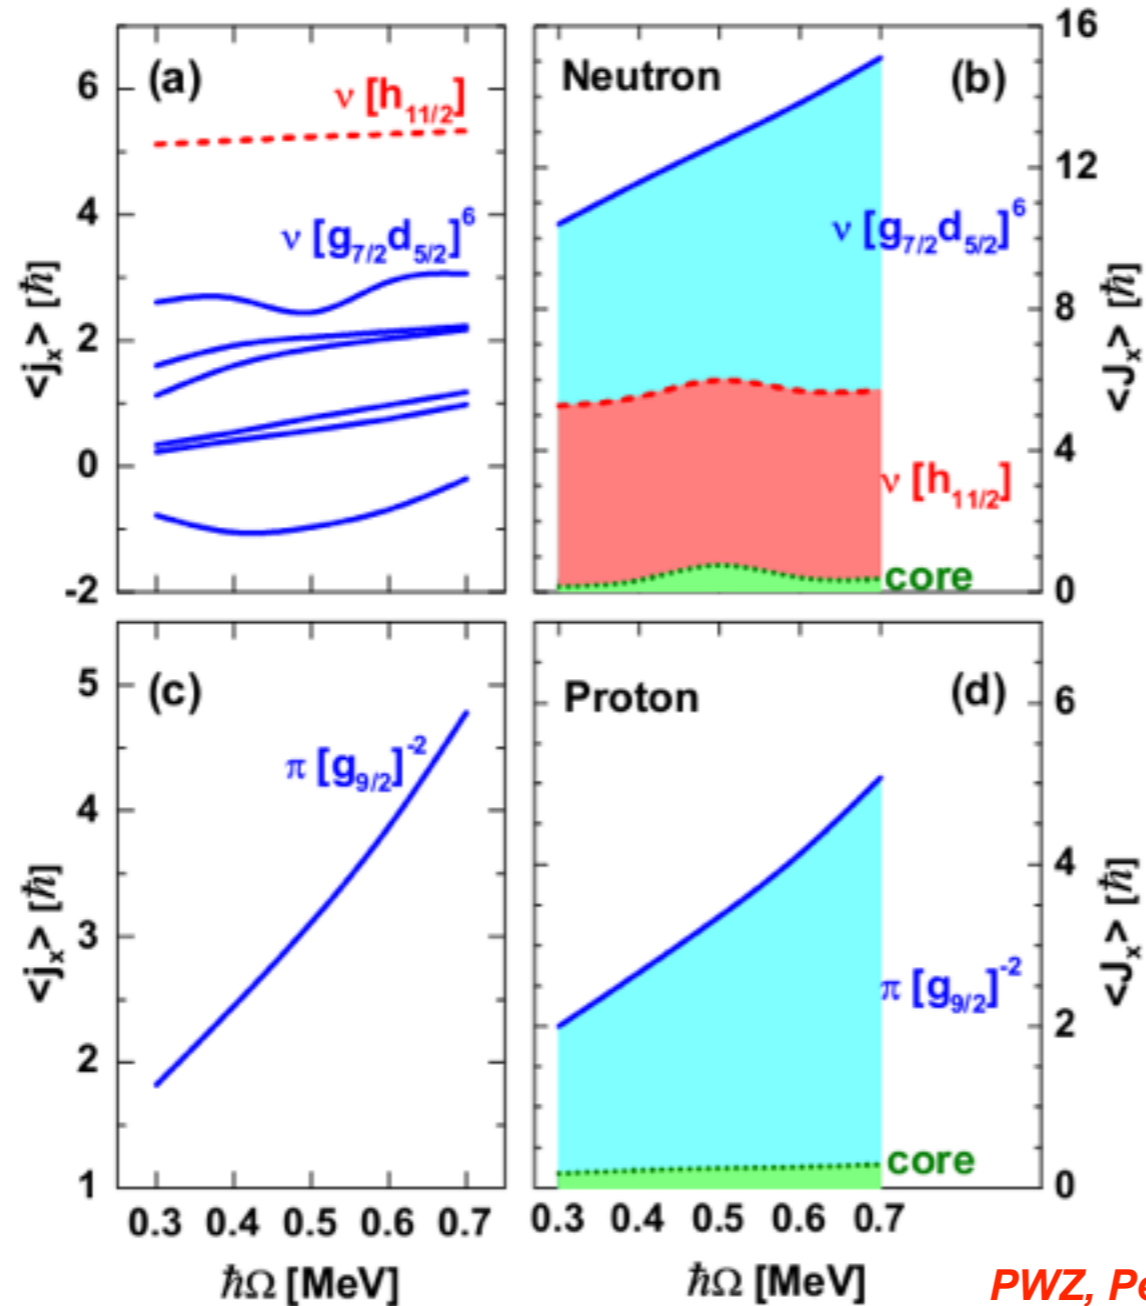 (a)
ν [h11/2]
ν [g7/2d5/2]^6
<jx> [ħ]
6
4
2
0
-2
Neutron
(b)
ν [g7/2d5/2]^6
ν [h11/2]
core
16
12
8
4
0
<Jx> [ħ]
(c)
π [g9/2]^-2
<jx> [ħ]
5
4
3
2
1
0.3 0.4 0.5 0.6 0.7
ħΩ [MeV]
Proton
(d)
π [g9/2]^-2
core
6
4
2
0
<Jx> [ħ]
0.3 0.4 0.5 0.6 0.7
ħΩ [MeV]
PWZ,